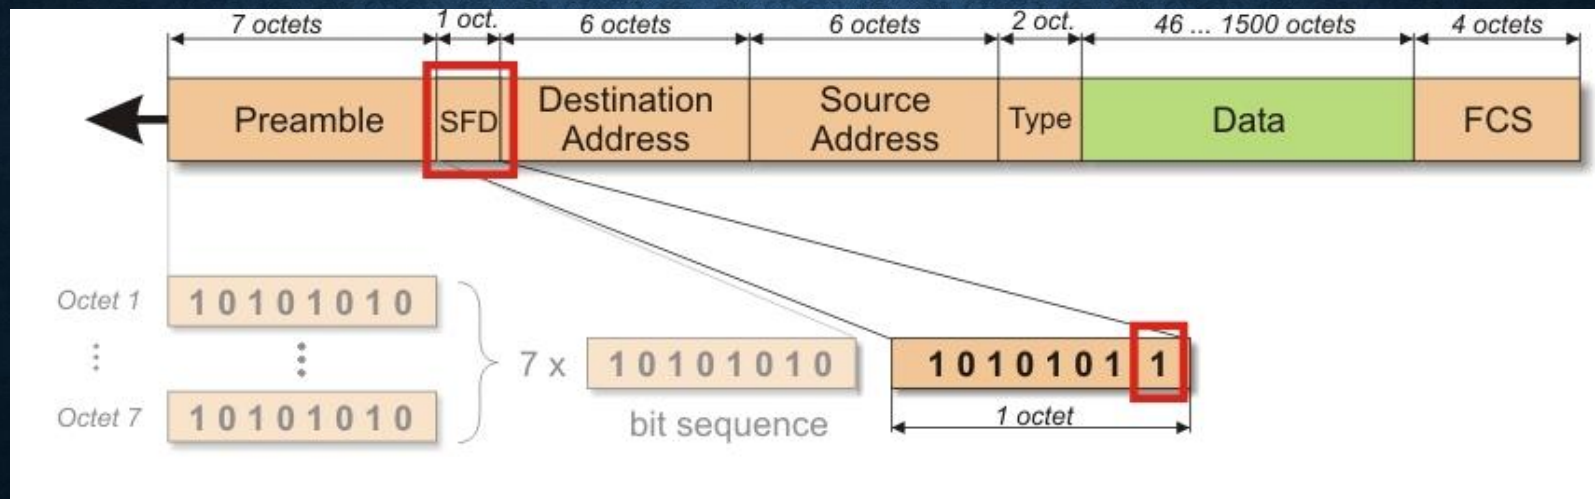 7 octets 1 oct. 6 octets 6 octets 2 oct. 46 ... 1500 octets 4 octets
Preamble SFD Destination Address Source Address Type Data FCS
Octet 1 1 0 1 0 1 0 1 0
⋮ ⋮
7 x 1 0 1 0 1 0 1 0 1 0 1 0 1 0 1 1
Octet 7 1 0 1 0 1 0 1 0
bit sequence 1 octet